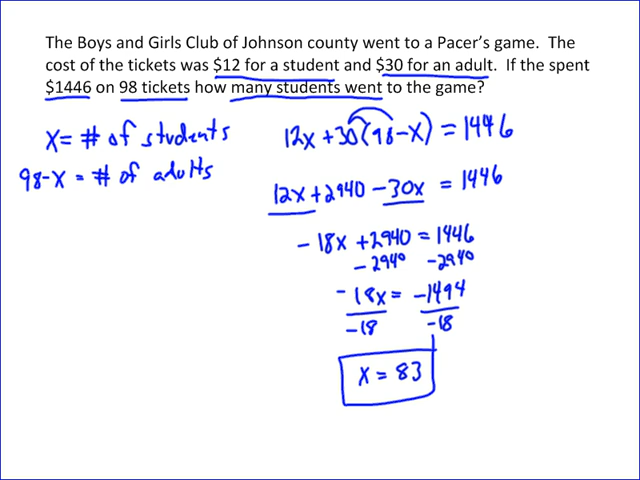 The Boys and Girls Club of Johnson county went to a Pacer’s game.  The
cost of the tickets was $12 for a student and $30 for an adult.  If the spent
$1446 on 98 tickets how many students went to the game?
X = # of students
98-X = # of adults
12x + 30(98-X) = 1446
12x + 2940 - 30x = 1446
- 18x + 2940 = 1446
- 2940 - 2940
- 18x = -1494
-18 -18
X = 83